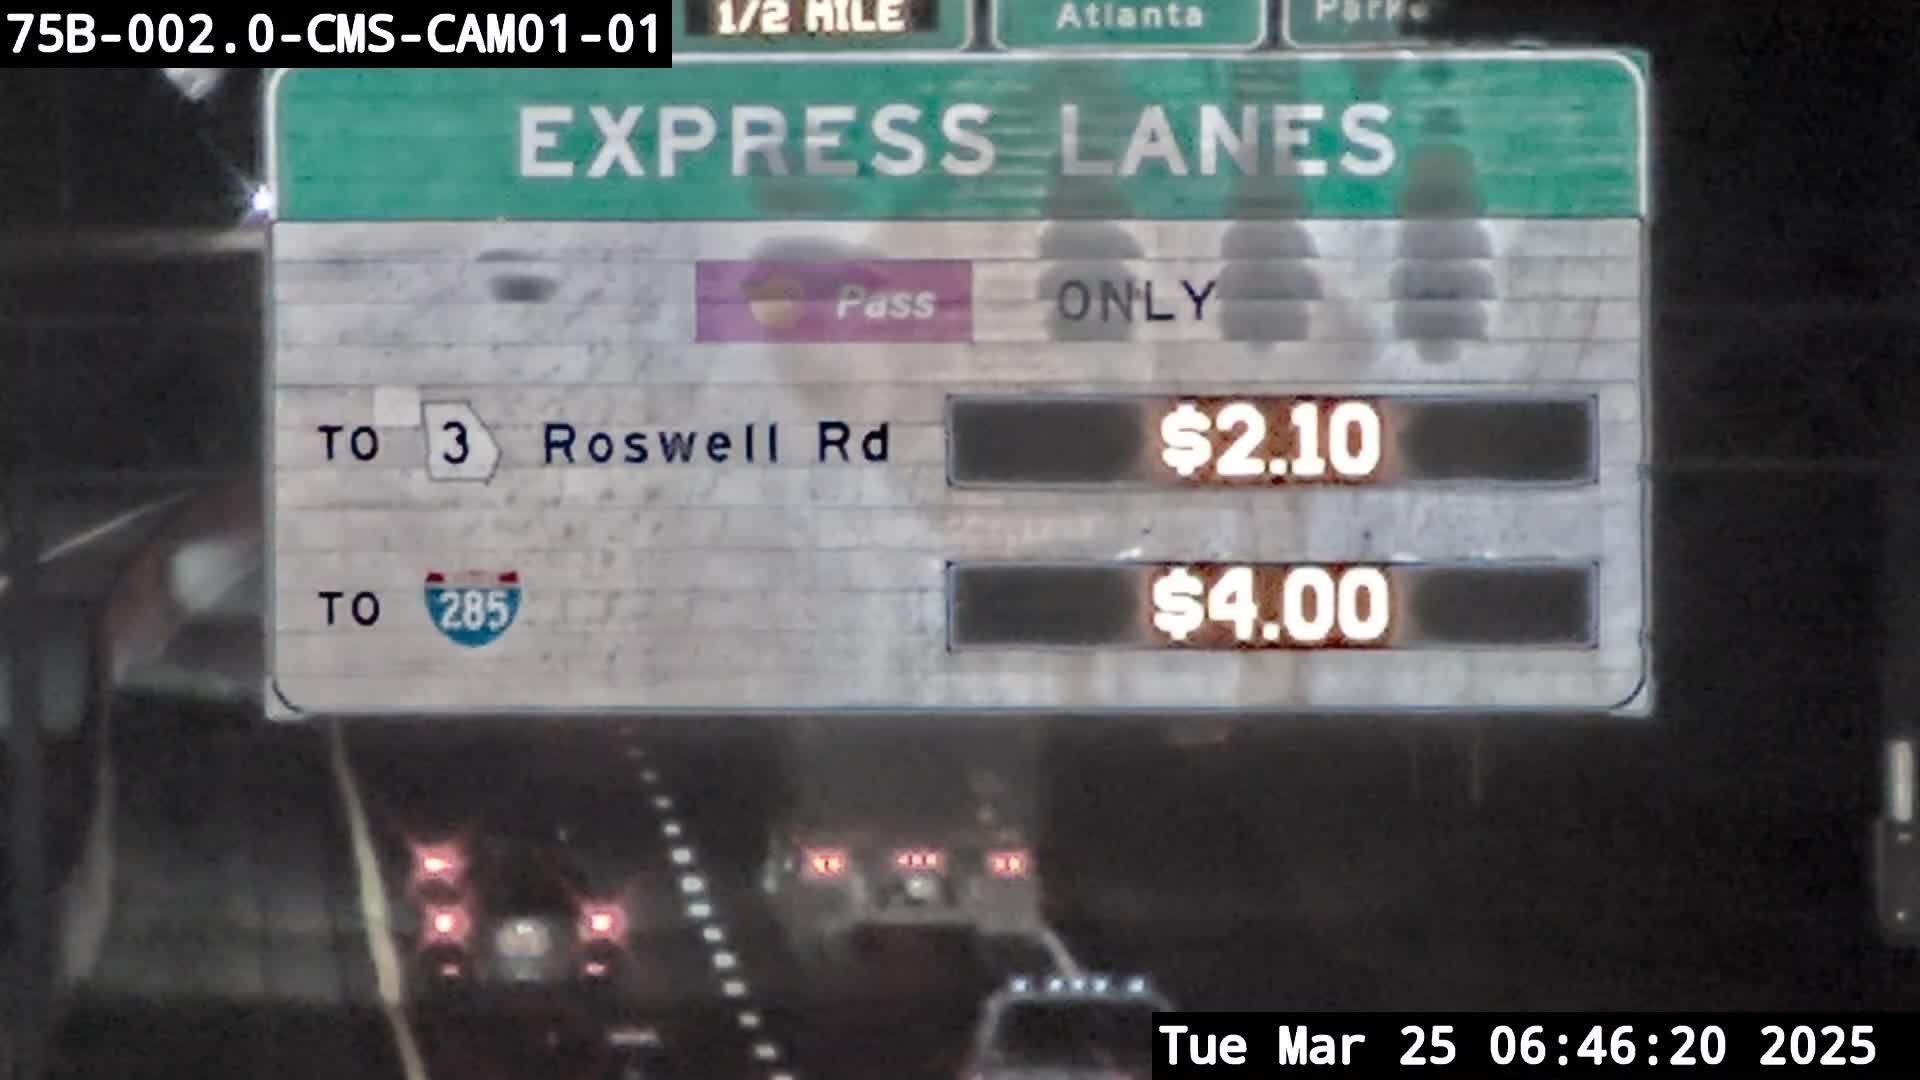 75B-002.0-CMS-CAM01-01
1/2 MILE
Atlanta
EXPRESS LANES
Pass ONLY
TO 3 Roswell Rd $2.10
TO 285 $4.00
Tue Mar 25 06:46:20 2025